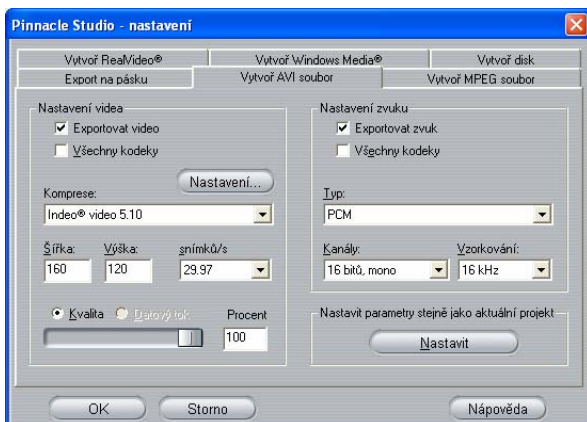 Pinnacle Studio - nastavení
Vytvoř RealVideo® Vytvoř Windows Media® Vytvoř disk
Export na pásku Vytvoř AVI soubor Vytvoř MPEG soubor
Nastavení videa
Exportovat video
Všechny kodeky
Nastavení...
Komprese:
Indeo® video 5.10
Šířka: Výška: snímků/s
160 120 29.97
Kvalita Datový tok Procent
100
Nastavení zvuku
Exportovat zvuk
Všechny kodeky
Typ:
PCM
Kanály: Vzorkování:
16 bitů, mono 16 kHz
Nastavit parametry stejně jako aktuální projekt
Nastavit
OK Storno Nápověda